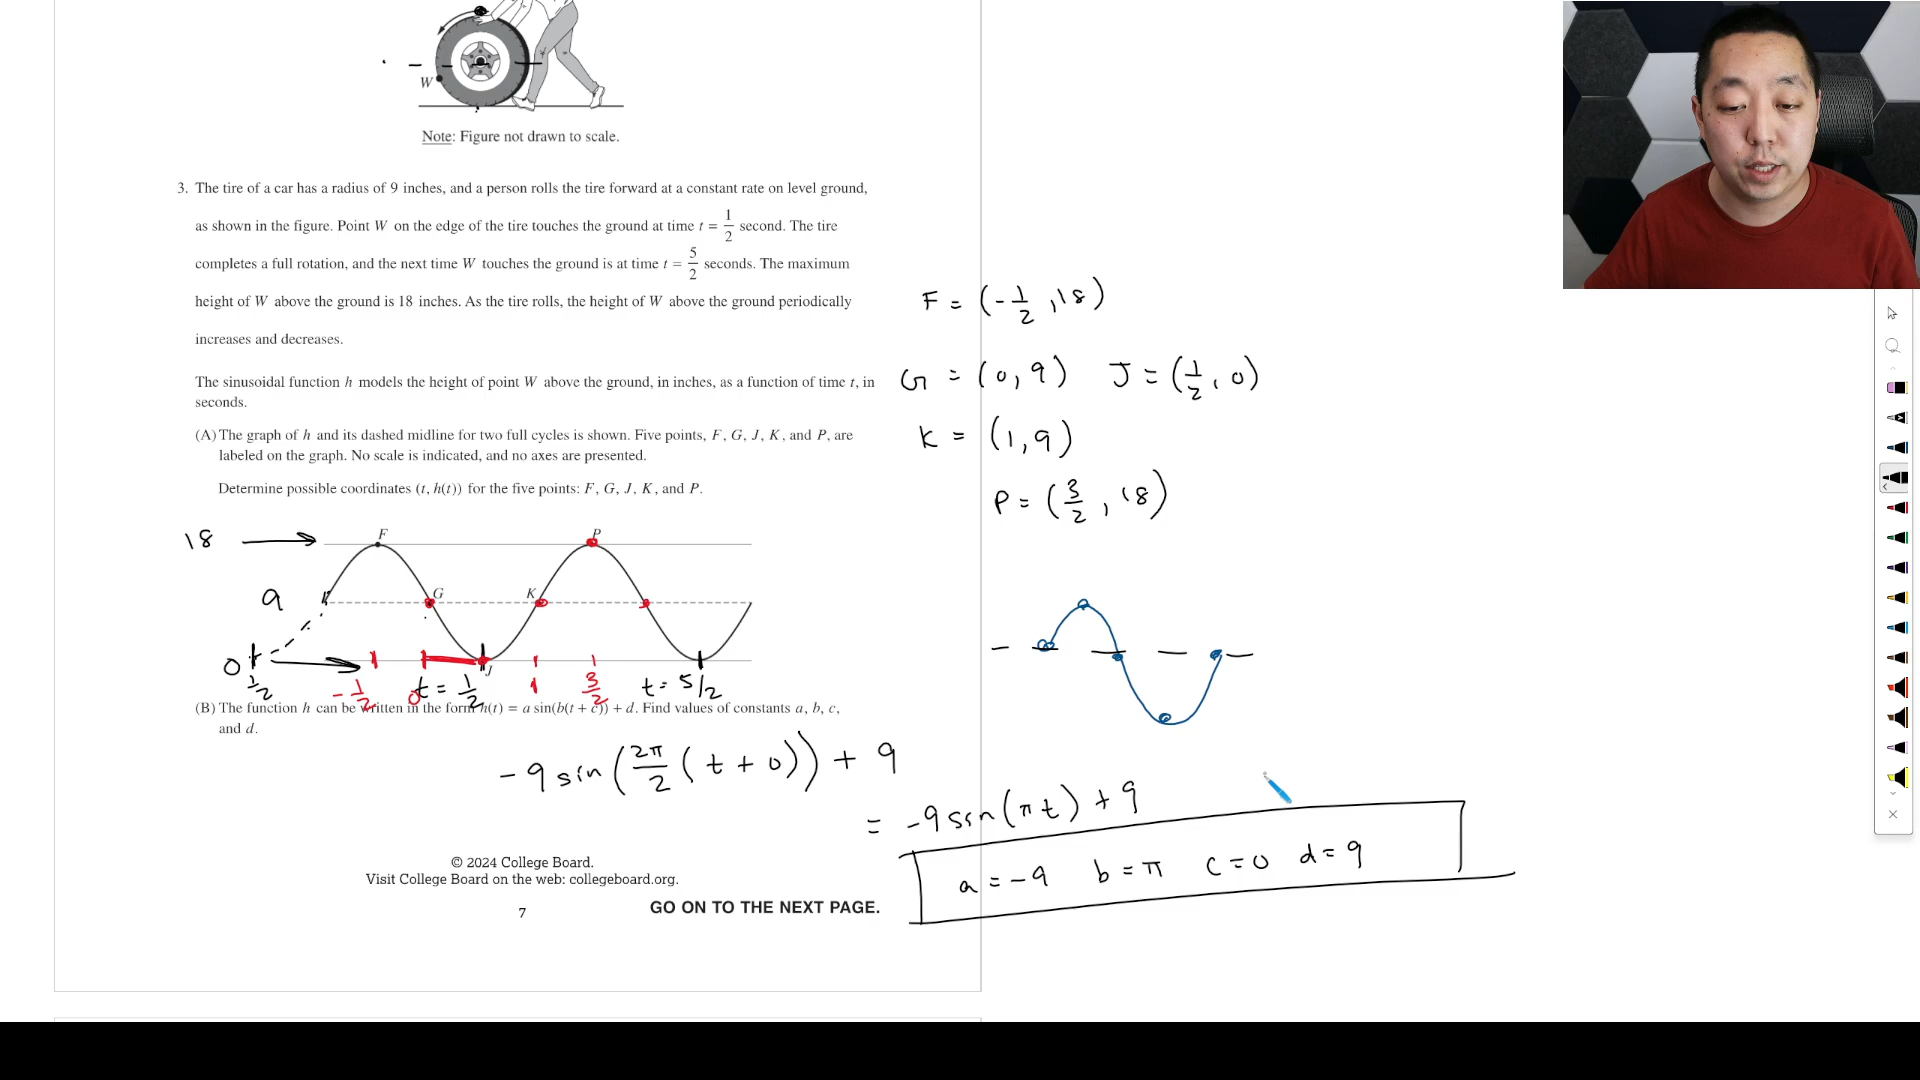 W
Note: Figure not drawn to scale.
3. The tire of a car has a radius of 9 inches, and a person rolls the tire forward at a constant rate on level ground,
as shown in the figure. Point W on the edge of the tire touches the ground at time t = 1/2 second. The tire
completes a full rotation, and the next time W touches the ground is at time t = 5/2 seconds. The maximum
height of W above the ground is 18 inches. As the tire rolls, the height of W above the ground periodically
increases and decreases.
The sinusoidal function h models the height of point W above the ground, in inches, as a function of time t, in
seconds.
(A) The graph of h and its dashed midline for two full cycles is shown. Five points, F, G, J, K, and P, are
labeled on the graph. No scale is indicated, and no axes are presented.
Determine possible coordinates (t, h(t)) for the five points: F, G, J, K, and P.
F = (-1/2, 18)
G = (0, 9) J = (1/2, 0)
K = (1, 9)
P = (3/2, 18)
18 F P
9 G K
0 J
1/2 -1/2 0 t = 1/2 1 3/2 t = 5/2
(B) The function h can be written in the form h(t) = a sin(b(t + c)) + d. Find values of constants a, b, c,
and d.
-9 sin(2π/2 (t + 0)) + 9
= -9 sin(πt) + 9
a = -9 b = π c = 0 d = 9
© 2024 College Board.
Visit College Board on the web: collegeboard.org.
7
GO ON TO THE NEXT PAGE.